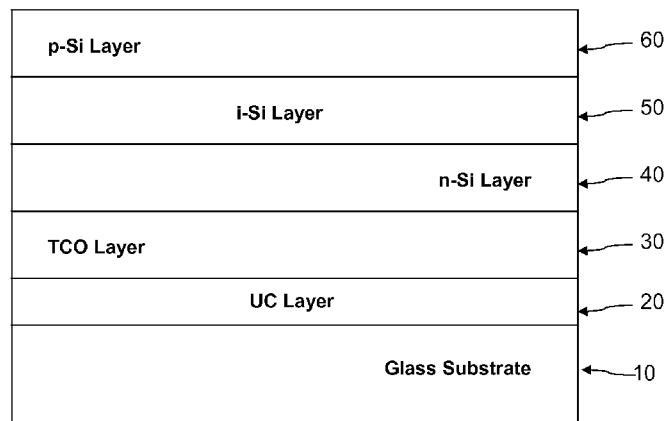 p-Si Layer 60
i-Si Layer 50
n-Si Layer 40
TCO Layer 30
UC Layer 20
Glass Substrate 10